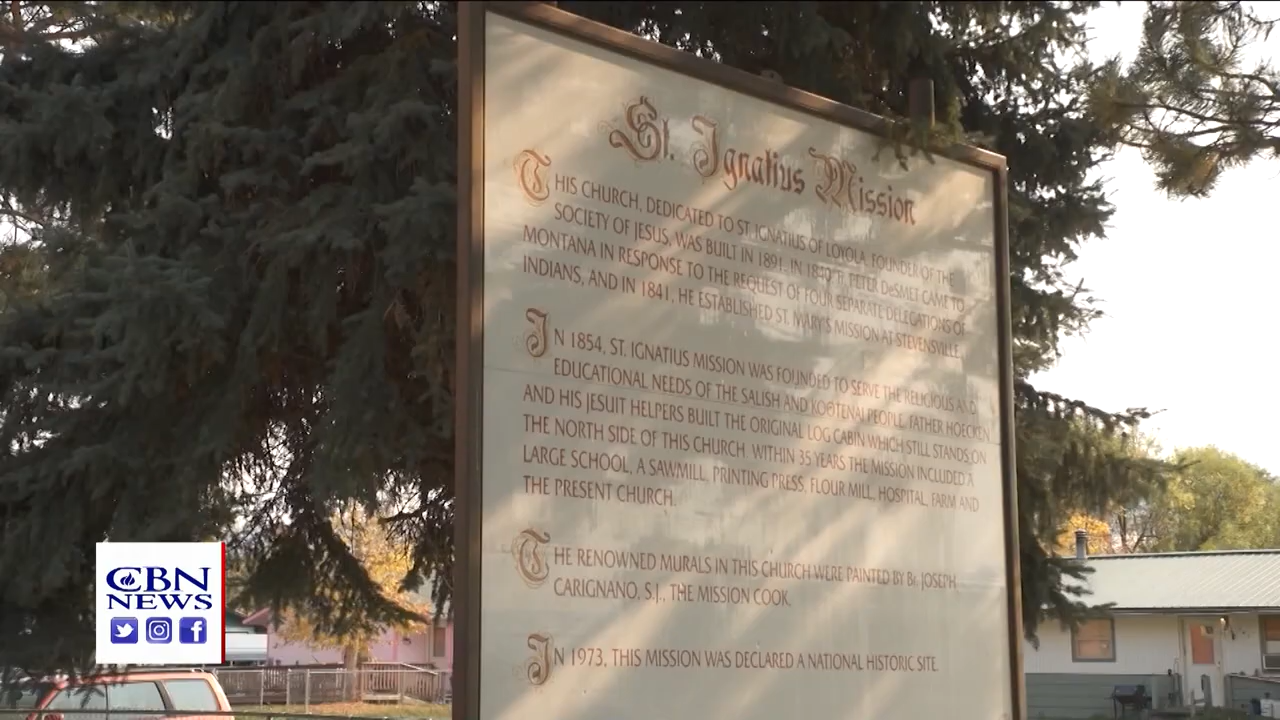 St. Ignatius Mission
THIS CHURCH, DEDICATED TO ST. IGNATIUS OF LOYOLA, FOUNDER OF THE
SOCIETY OF JESUS, WAS BUILT IN 1891. IN 1840, Fr. PETER DeSMET CAME TO
MONTANA IN RESPONSE TO THE REQUEST OF FOUR SEPARATE DELEGATIONS OF
INDIANS, AND IN 1841, HE ESTABLISHED ST. MARY'S MISSION AT STEVENSVILLE.
IN 1854, ST. IGNATIUS MISSION WAS FOUNDED TO SERVE THE RELIGIOUS AND
EDUCATIONAL NEEDS OF THE SALISH AND KOOTENAI PEOPLE. FATHER HOECKEN
AND HIS JESUIT HELPERS BUILT THE ORIGINAL LOG CABIN WHICH STILL STANDS ON
THE NORTH SIDE OF THIS CHURCH. WITHIN 35 YEARS THE MISSION INCLUDED A
LARGE SCHOOL, A SAWMILL, PRINTING PRESS, FLOUR MILL, HOSPITAL, FARM AND
THE PRESENT CHURCH.
THE RENOWNED MURALS IN THIS CHURCH WERE PAINTED BY Br. JOSEPH
CARIGNANO, S.J., THE MISSION COOK.
IN 1973, THIS MISSION WAS DECLARED A NATIONAL HISTORIC SITE.
CBN
NEWS